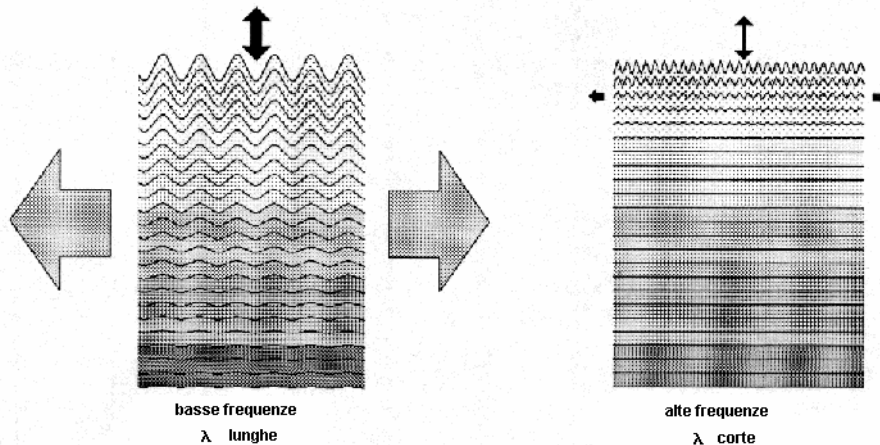 basse frequenze
λ lunghe
alte frequenze
λ corte